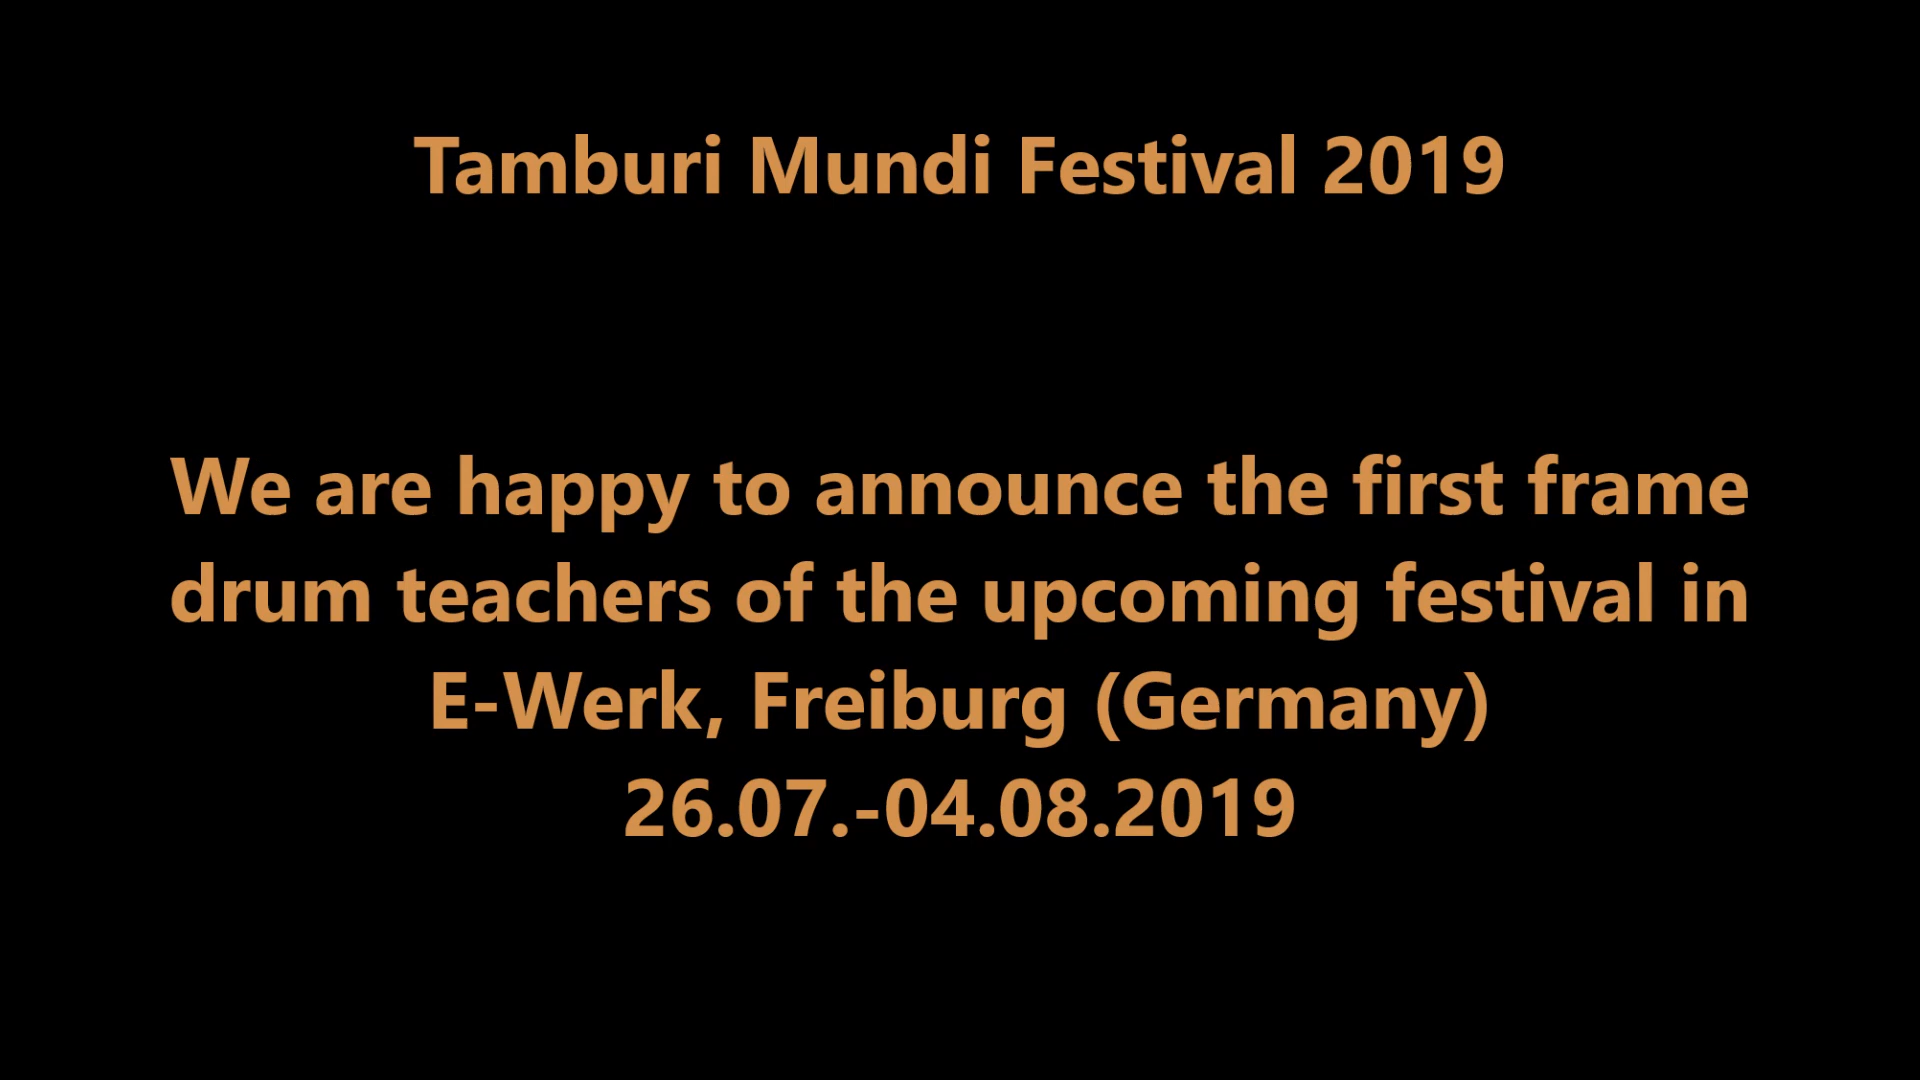 Tamburi Mundi Festival 2019
We are happy to announce the first frame
drum teachers of the upcoming festival in
E-Werk, Freiburg (Germany)
26.07.-04.08.2019